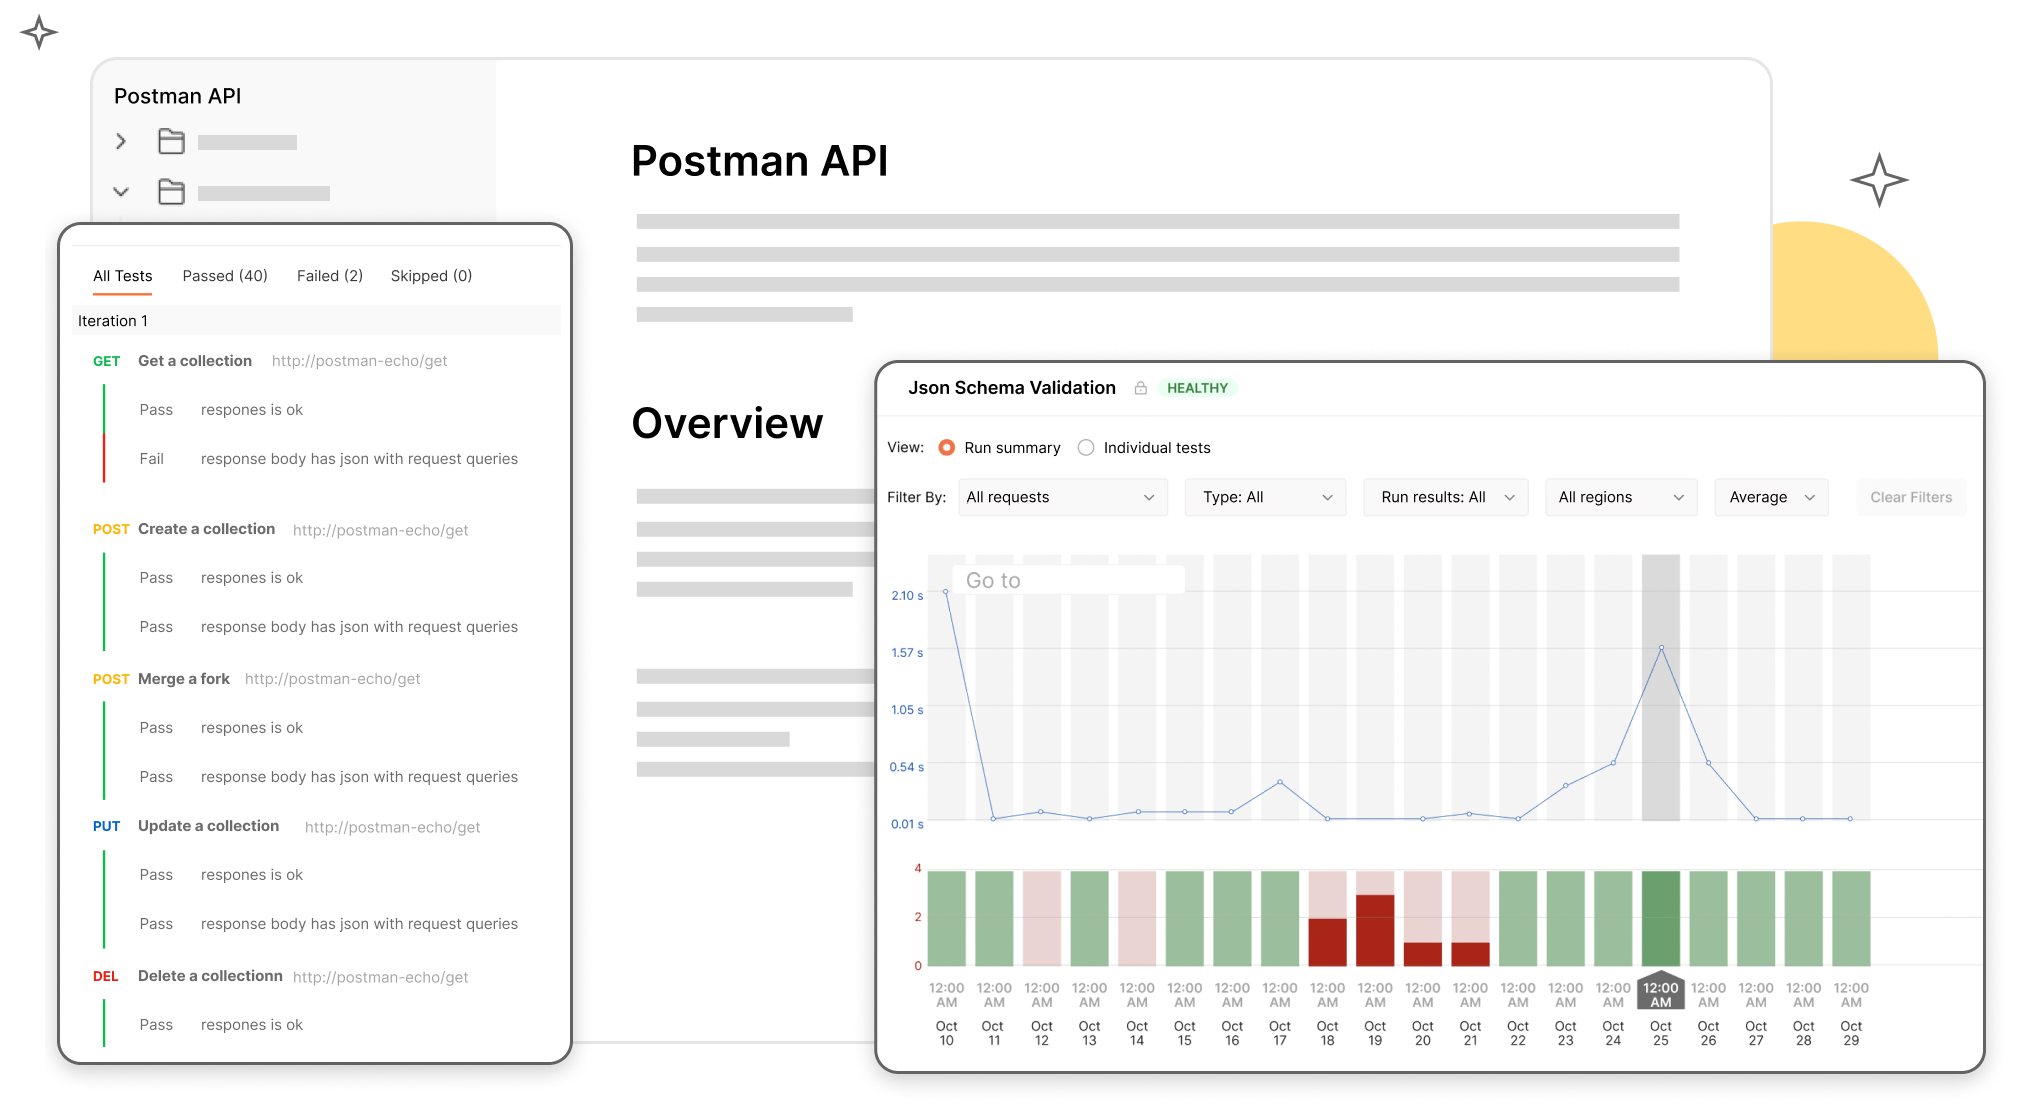 Postman API
Postman API
Overview
All Tests Passed (40) Failed (2) Skipped (0)
Iteration 1
GET Get a collection http://postman-echo/get
Pass respones is ok
Fail response body has json with request queries
POST Create a collection http://postman-echo/get
Pass respones is ok
Pass response body has json with request queries
POST Merge a fork http://postman-echo/get
Pass respones is ok
Pass response body has json with request queries
PUT Update a collection http://postman-echo/get
Pass respones is ok
Pass response body has json with request queries
DEL Delete a collectionn http://postman-echo/get
Pass respones is ok
Json Schema Validation HEALTHY
View: Run summary Individual tests
Filter By: All requests Type: All Run results: All All regions Average Clear Filters
Go to
2.10 s
1.57 s
1.05 s
0.54 s
0.01 s
4
2
0
12:00 12:00 12:00 12:00 12:00 12:00 12:00 12:00 12:00 12:00 12:00 12:00 12:00 12:00 12:00 12:00 12:00 12:00 12:00 12:00
AM AM AM AM AM AM AM AM AM AM AM AM AM AM AM AM AM AM AM AM
Oct Oct Oct Oct Oct Oct Oct Oct Oct Oct Oct Oct Oct Oct Oct Oct Oct Oct Oct Oct
10 11 12 13 14 15 16 17 18 19 20 21 22 23 24 25 26 27 28 29